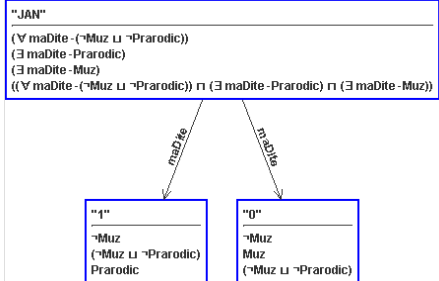 "JAN"
(∀ maDite-(¬Muz ⊔ ¬Prarodic))
(∃ maDite-Prarodic)
(∃ maDite-Muz)
((∀ maDite-(¬Muz ⊔ ¬Prarodic)) ⊓ (∃ maDite-Prarodic) ⊓ (∃ maDite-Muz))
maDite
maDite
"1"
¬Muz
(¬Muz ⊔ ¬Prarodic)
Prarodic
"0"
¬Muz
Muz
(¬Muz ⊔ ¬Prarodic)